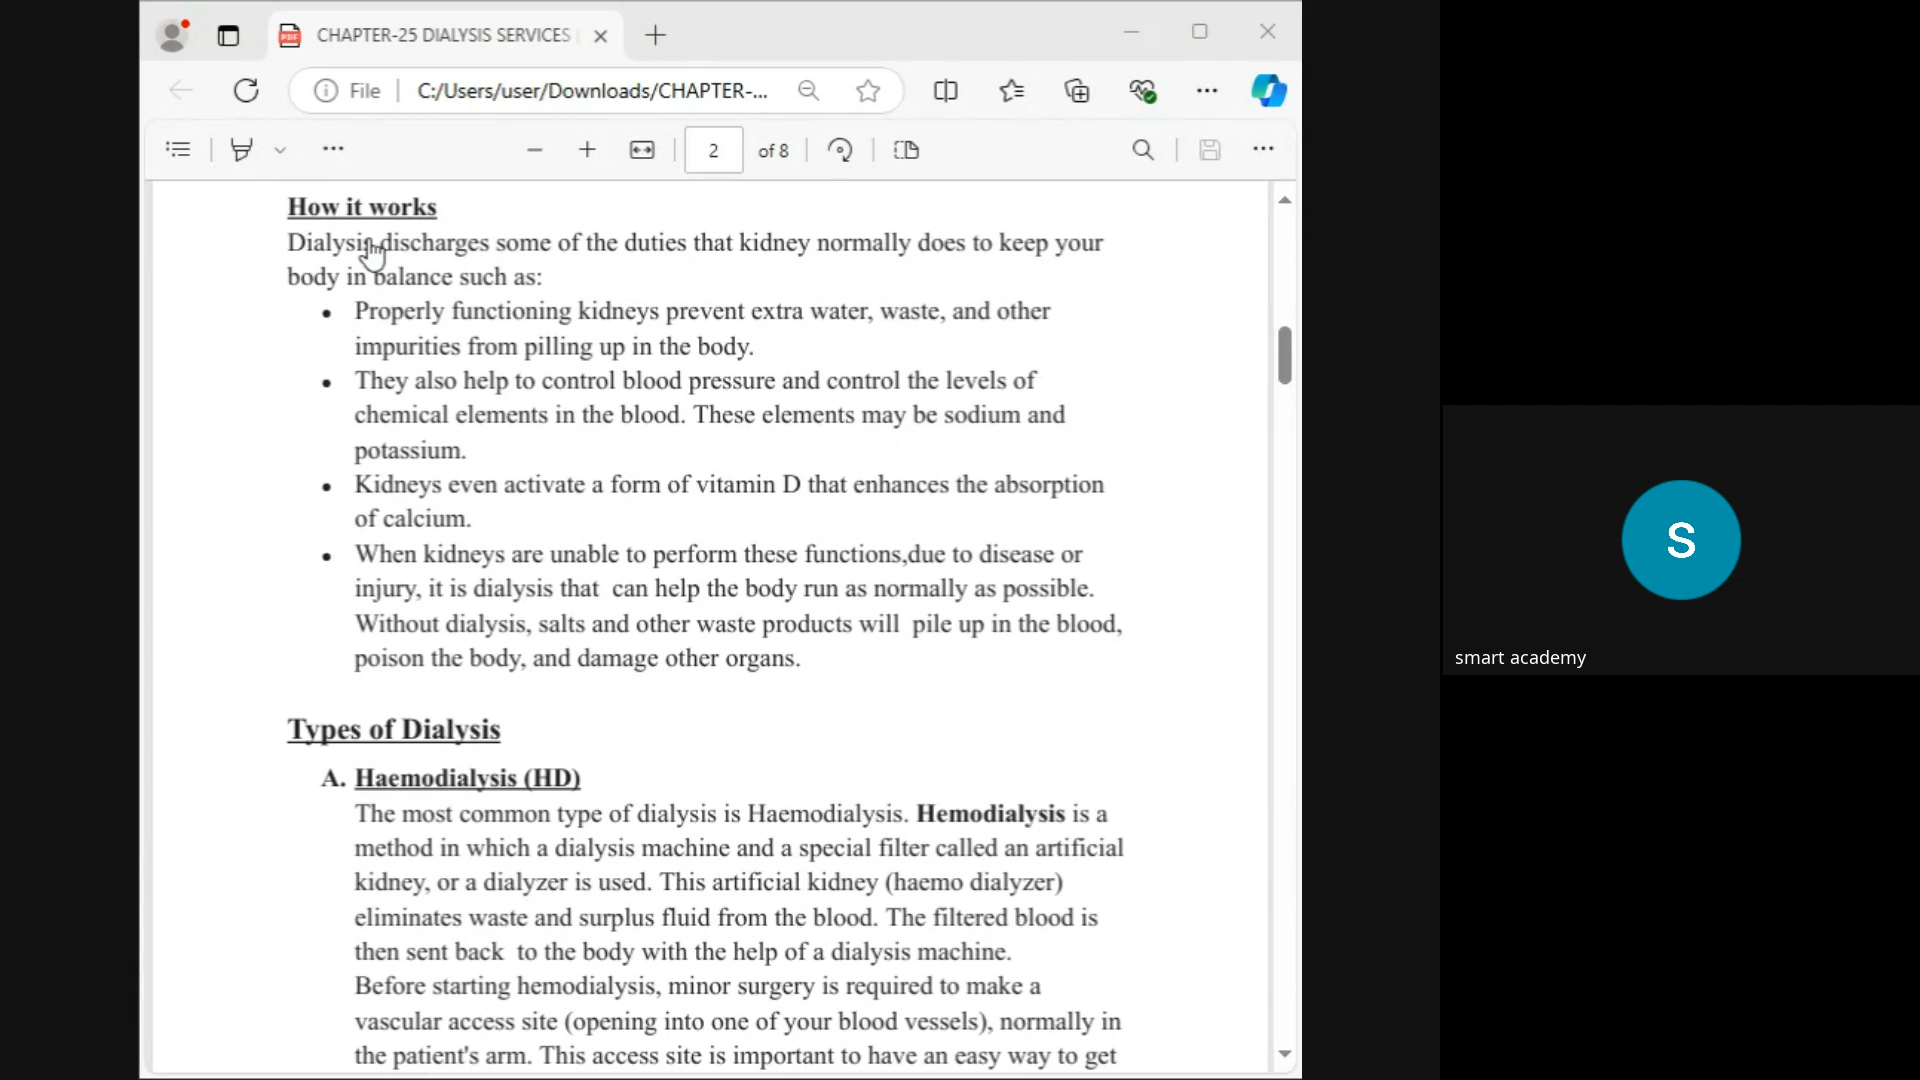 CHAPTER-25 DIALYSIS SERVICES
File
C:/Users/user/Downloads/CHAPTER-...
2 of 8
How it works
Dialysis discharges some of the duties that kidney normally does to keep your
body in balance such as:
• Properly functioning kidneys prevent extra water, waste, and other
impurities from pilling up in the body.
• They also help to control blood pressure and control the levels of
chemical elements in the blood. These elements may be sodium and
potassium.
• Kidneys even activate a form of vitamin D that enhances the absorption
of calcium.
• When kidneys are unable to perform these functions,due to disease or
injury, it is dialysis that can help the body run as normally as possible.
Without dialysis, salts and other waste products will pile up in the blood,
poison the body, and damage other organs.
Types of Dialysis
A. Haemodialysis (HD)
The most common type of dialysis is Haemodialysis. Hemodialysis is a
method in which a dialysis machine and a special filter called an artificial
kidney, or a dialyzer is used. This artificial kidney (haemo dialyzer)
eliminates waste and surplus fluid from the blood. The filtered blood is
then sent back to the body with the help of a dialysis machine.
Before starting hemodialysis, minor surgery is required to make a
vascular access site (opening into one of your blood vessels), normally in
the patient's arm. This access site is important to have an easy way to get
S
smart academy